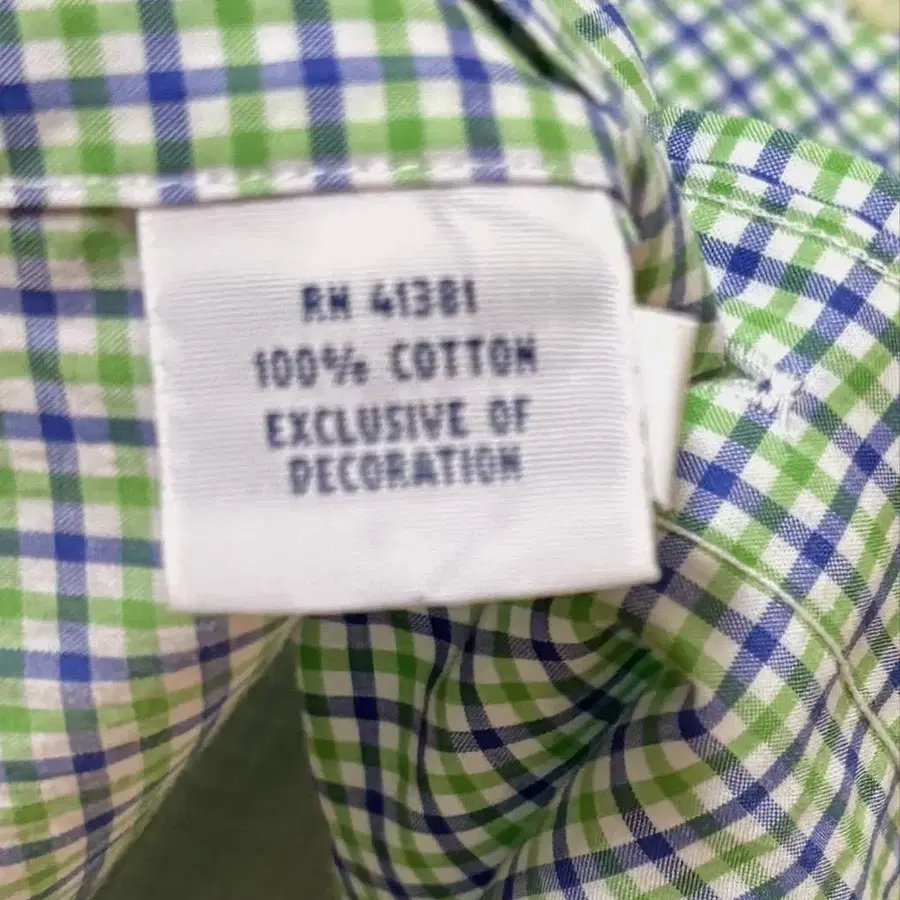 RN 41381
100% COTTON
EXCLUSIVE OF
DECORATION